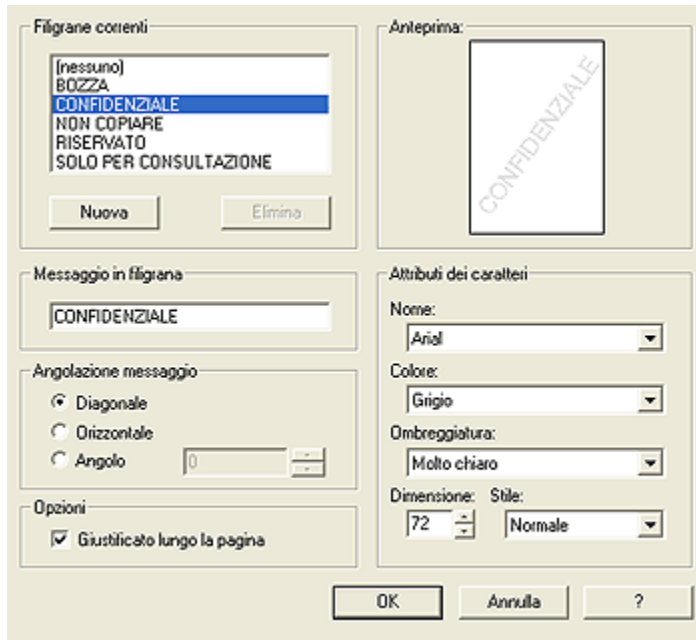 Filigrane correnti
(nessuno)
BOZZA
CONFIDENZIALE
NON COPIARE
RISERVATO
SOLO PER CONSULTAZIONE
Nuova
Elimina
Anteprima:
CONFIDENZIALE
Messaggio in filigrana
CONFIDENZIALE
Angolazione messaggio
Diagonale
Orizzontale
Angolo 0
Opzioni
Giustificato lungo la pagina
Attributi dei caratteri
Nome:
Arial
Colore:
Grigio
Ombreggiatura:
Molto chiaro
Dimensione: Stile:
72 Normale
OK Annulla ?